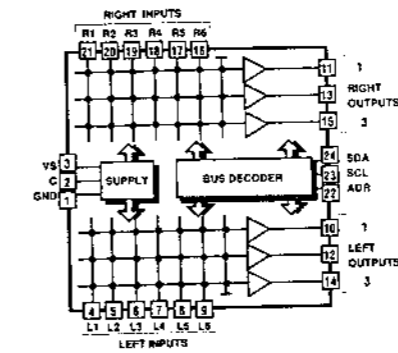 RIGHT INPUTS
R1 R2 R3 R4 R5 R6
21 20 19 18 17 16
11 1
13 RIGHT OUTPUTS
15 3
24 SDA
23 SCL
22 ADR
VS 3
C 2
GND 1
SUPPLY
BUS DECODER
10 1
12 LEFT OUTPUTS
14 3
4 5 6 7 8 9
L1 L2 L3 L4 L5 L6
LEFT INPUTS